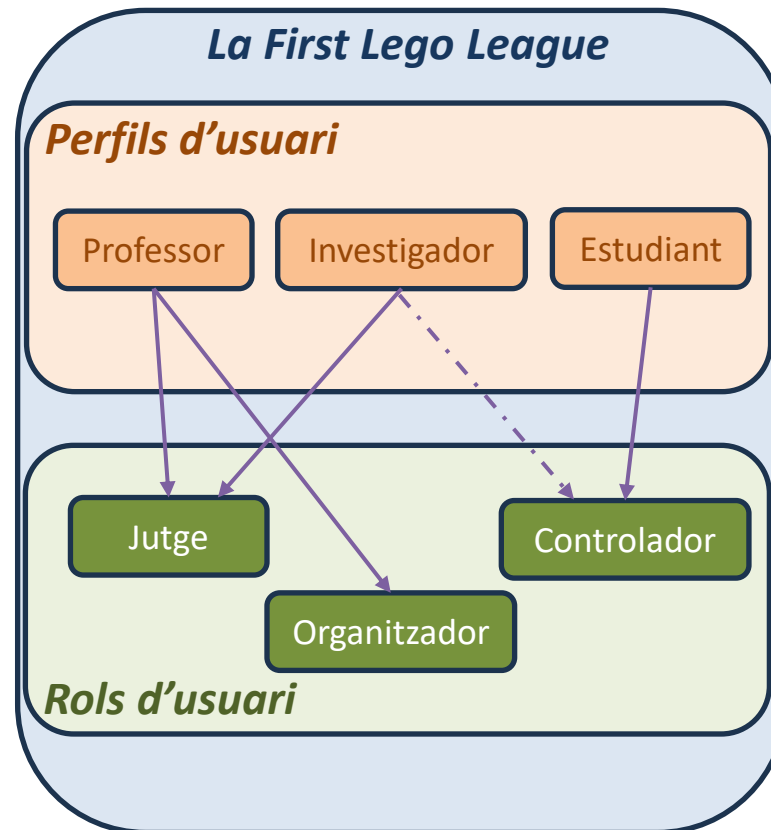 La First Lego League
Perfils d’usuari
Professor
Investigador
Estudiant
Jutge
Controlador
Organitzador
Rols d’usuari